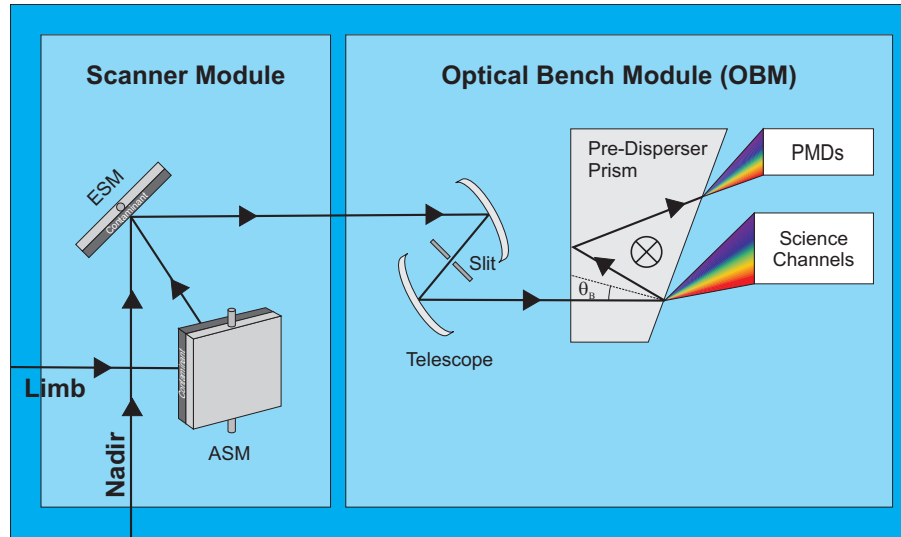 Scanner Module
Optical Bench Module (OBM)
ESM
Contaminant
Limb
Nadir
Contaminant
ASM
Slit
Telescope
Pre-Disperser
Prism
θB
PMDs
Science
Channels